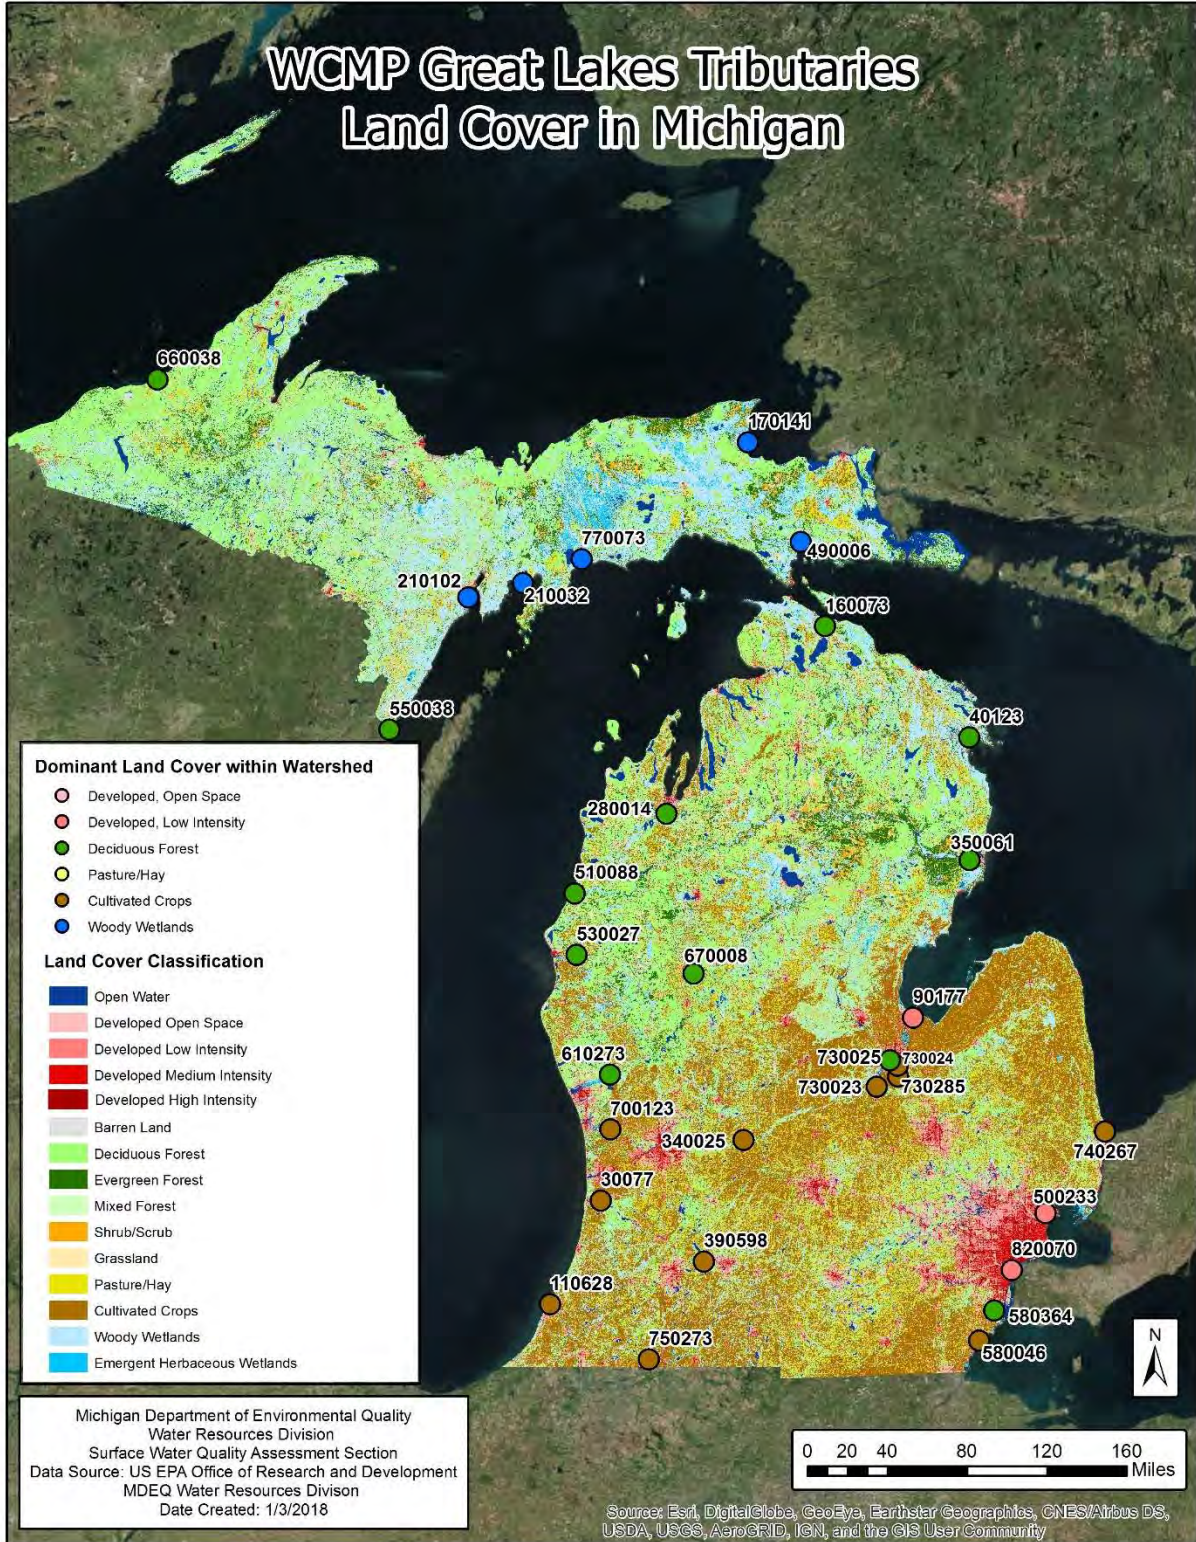 WCMP Great Lakes Tributaries
Land Cover in Michigan
660038
170141
770073
490006
210102
210032
160073
550038
40123
280014
350061
510088
530027
670008
90177
730025
730024
610273
730023
730285
700123
340025
740267
30077
500233
390598
820070
110628
580364
750273
580046
Dominant Land Cover within Watershed
Developed, Open Space
Developed, Low Intensity
Deciduous Forest
Pasture/Hay
Cultivated Crops
Woody Wetlands
Land Cover Classification
Open Water
Developed Open Space
Developed Low Intensity
Developed Medium Intensity
Developed High Intensity
Barren Land
Deciduous Forest
Evergreen Forest
Mixed Forest
Shrub/Scrub
Grassland
Pasture/Hay
Cultivated Crops
Woody Wetlands
Emergent Herbaceous Wetlands
N
Michigan Department of Environmental Quality
Water Resources Division
Surface Water Quality Assessment Section
Data Source: US EPA Office of Research and Development
MDEQ Water Resources Divison
Date Created: 1/3/2018
0 20 40 80 120 160
Miles
Source: Esri, DigitalGlobe, GeoEye, Earthstar Geographics, CNES/Airbus DS,
USDA, USGS, AeroGRID, IGN, and the GIS User Community